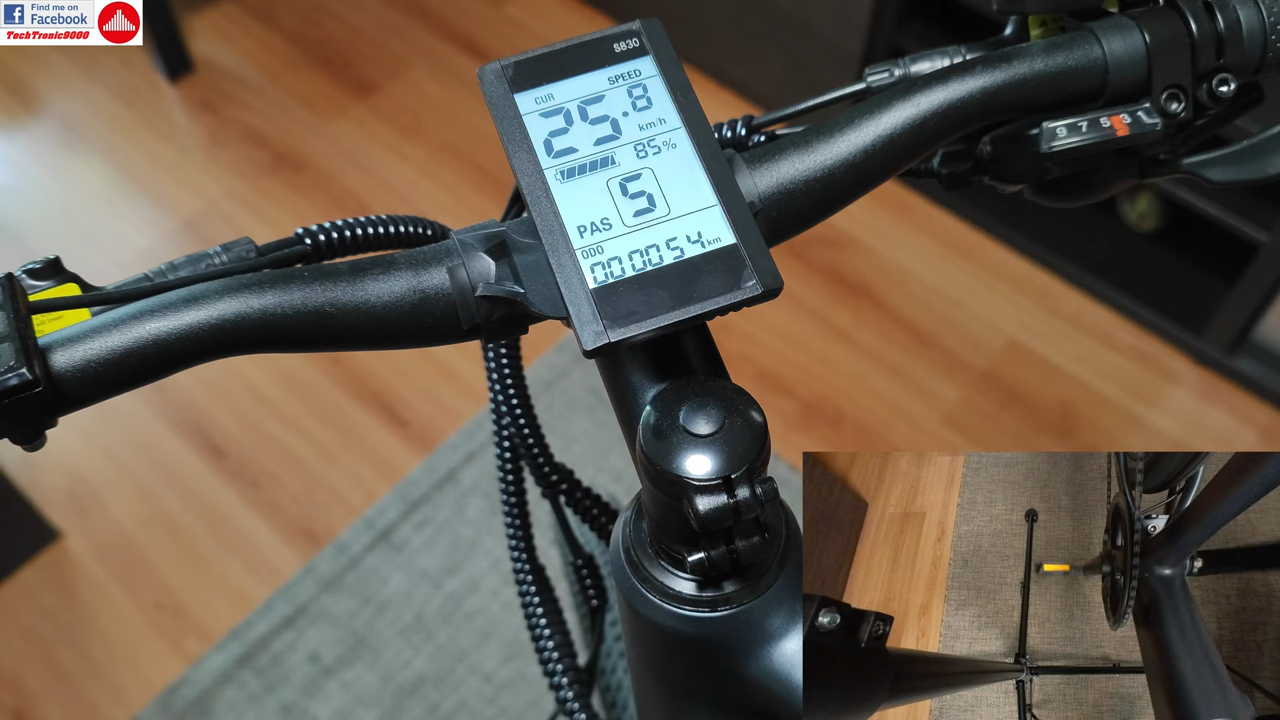 Find me on
Facebook
TechTronic9000
S830
SPEED
CUR
25.8
km/h
85%
PAS
5
ODO
000054 km
9 7 5 3 1